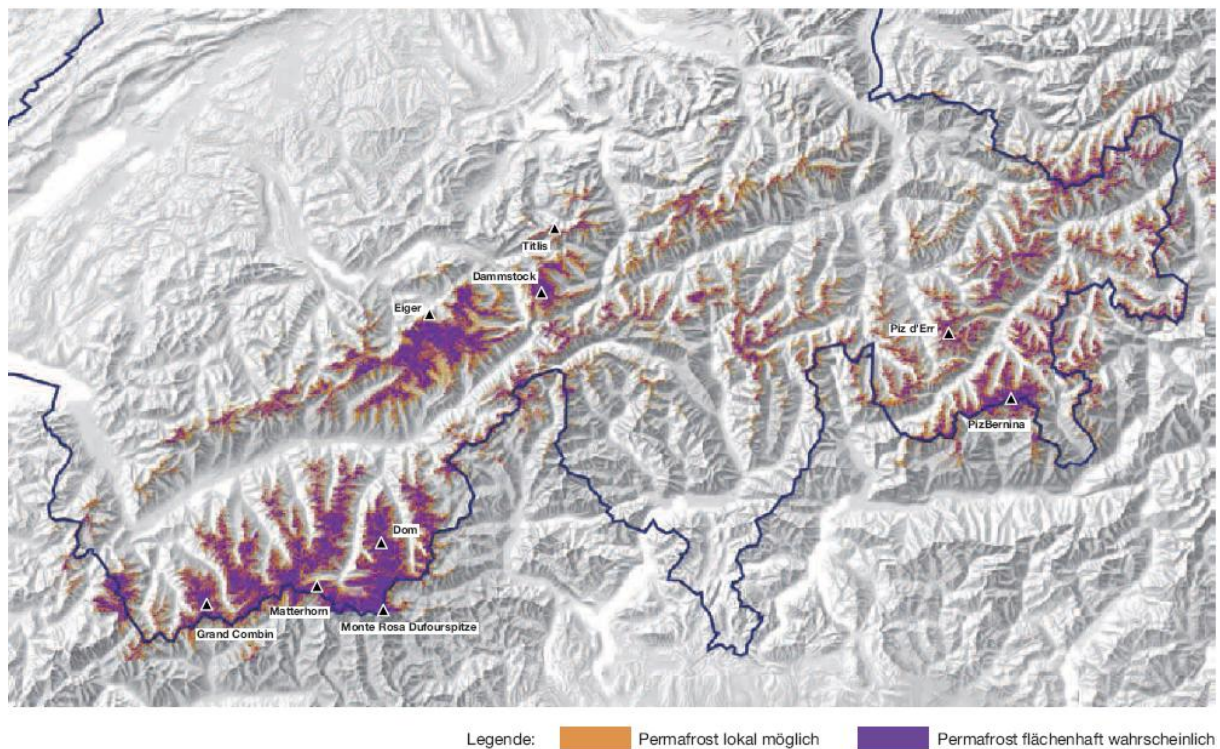 Titlis
Dammstock
Eiger
Piz d'Err
PizBernina
Dom
Matterhorn
Monte Rosa Dufourspitze
Grand Combin
Legende: Permafrost lokal möglich Permafrost flächenhaft wahrscheinlich